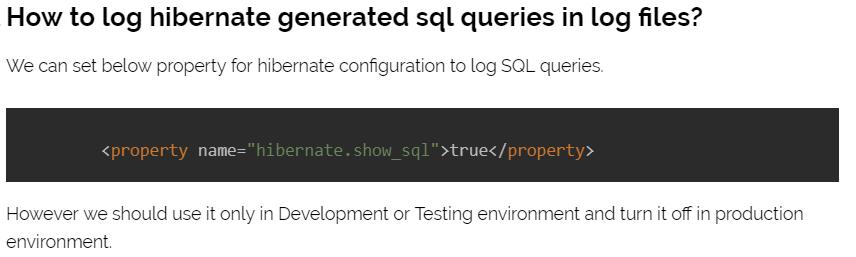 How to log hibernate generated sql queries in log files?
We can set below property for hibernate configuration to log SQL queries.
<property name="hibernate.show_sql">true</property>
However we should use it only in Development or Testing environment and turn it off in production
environment.